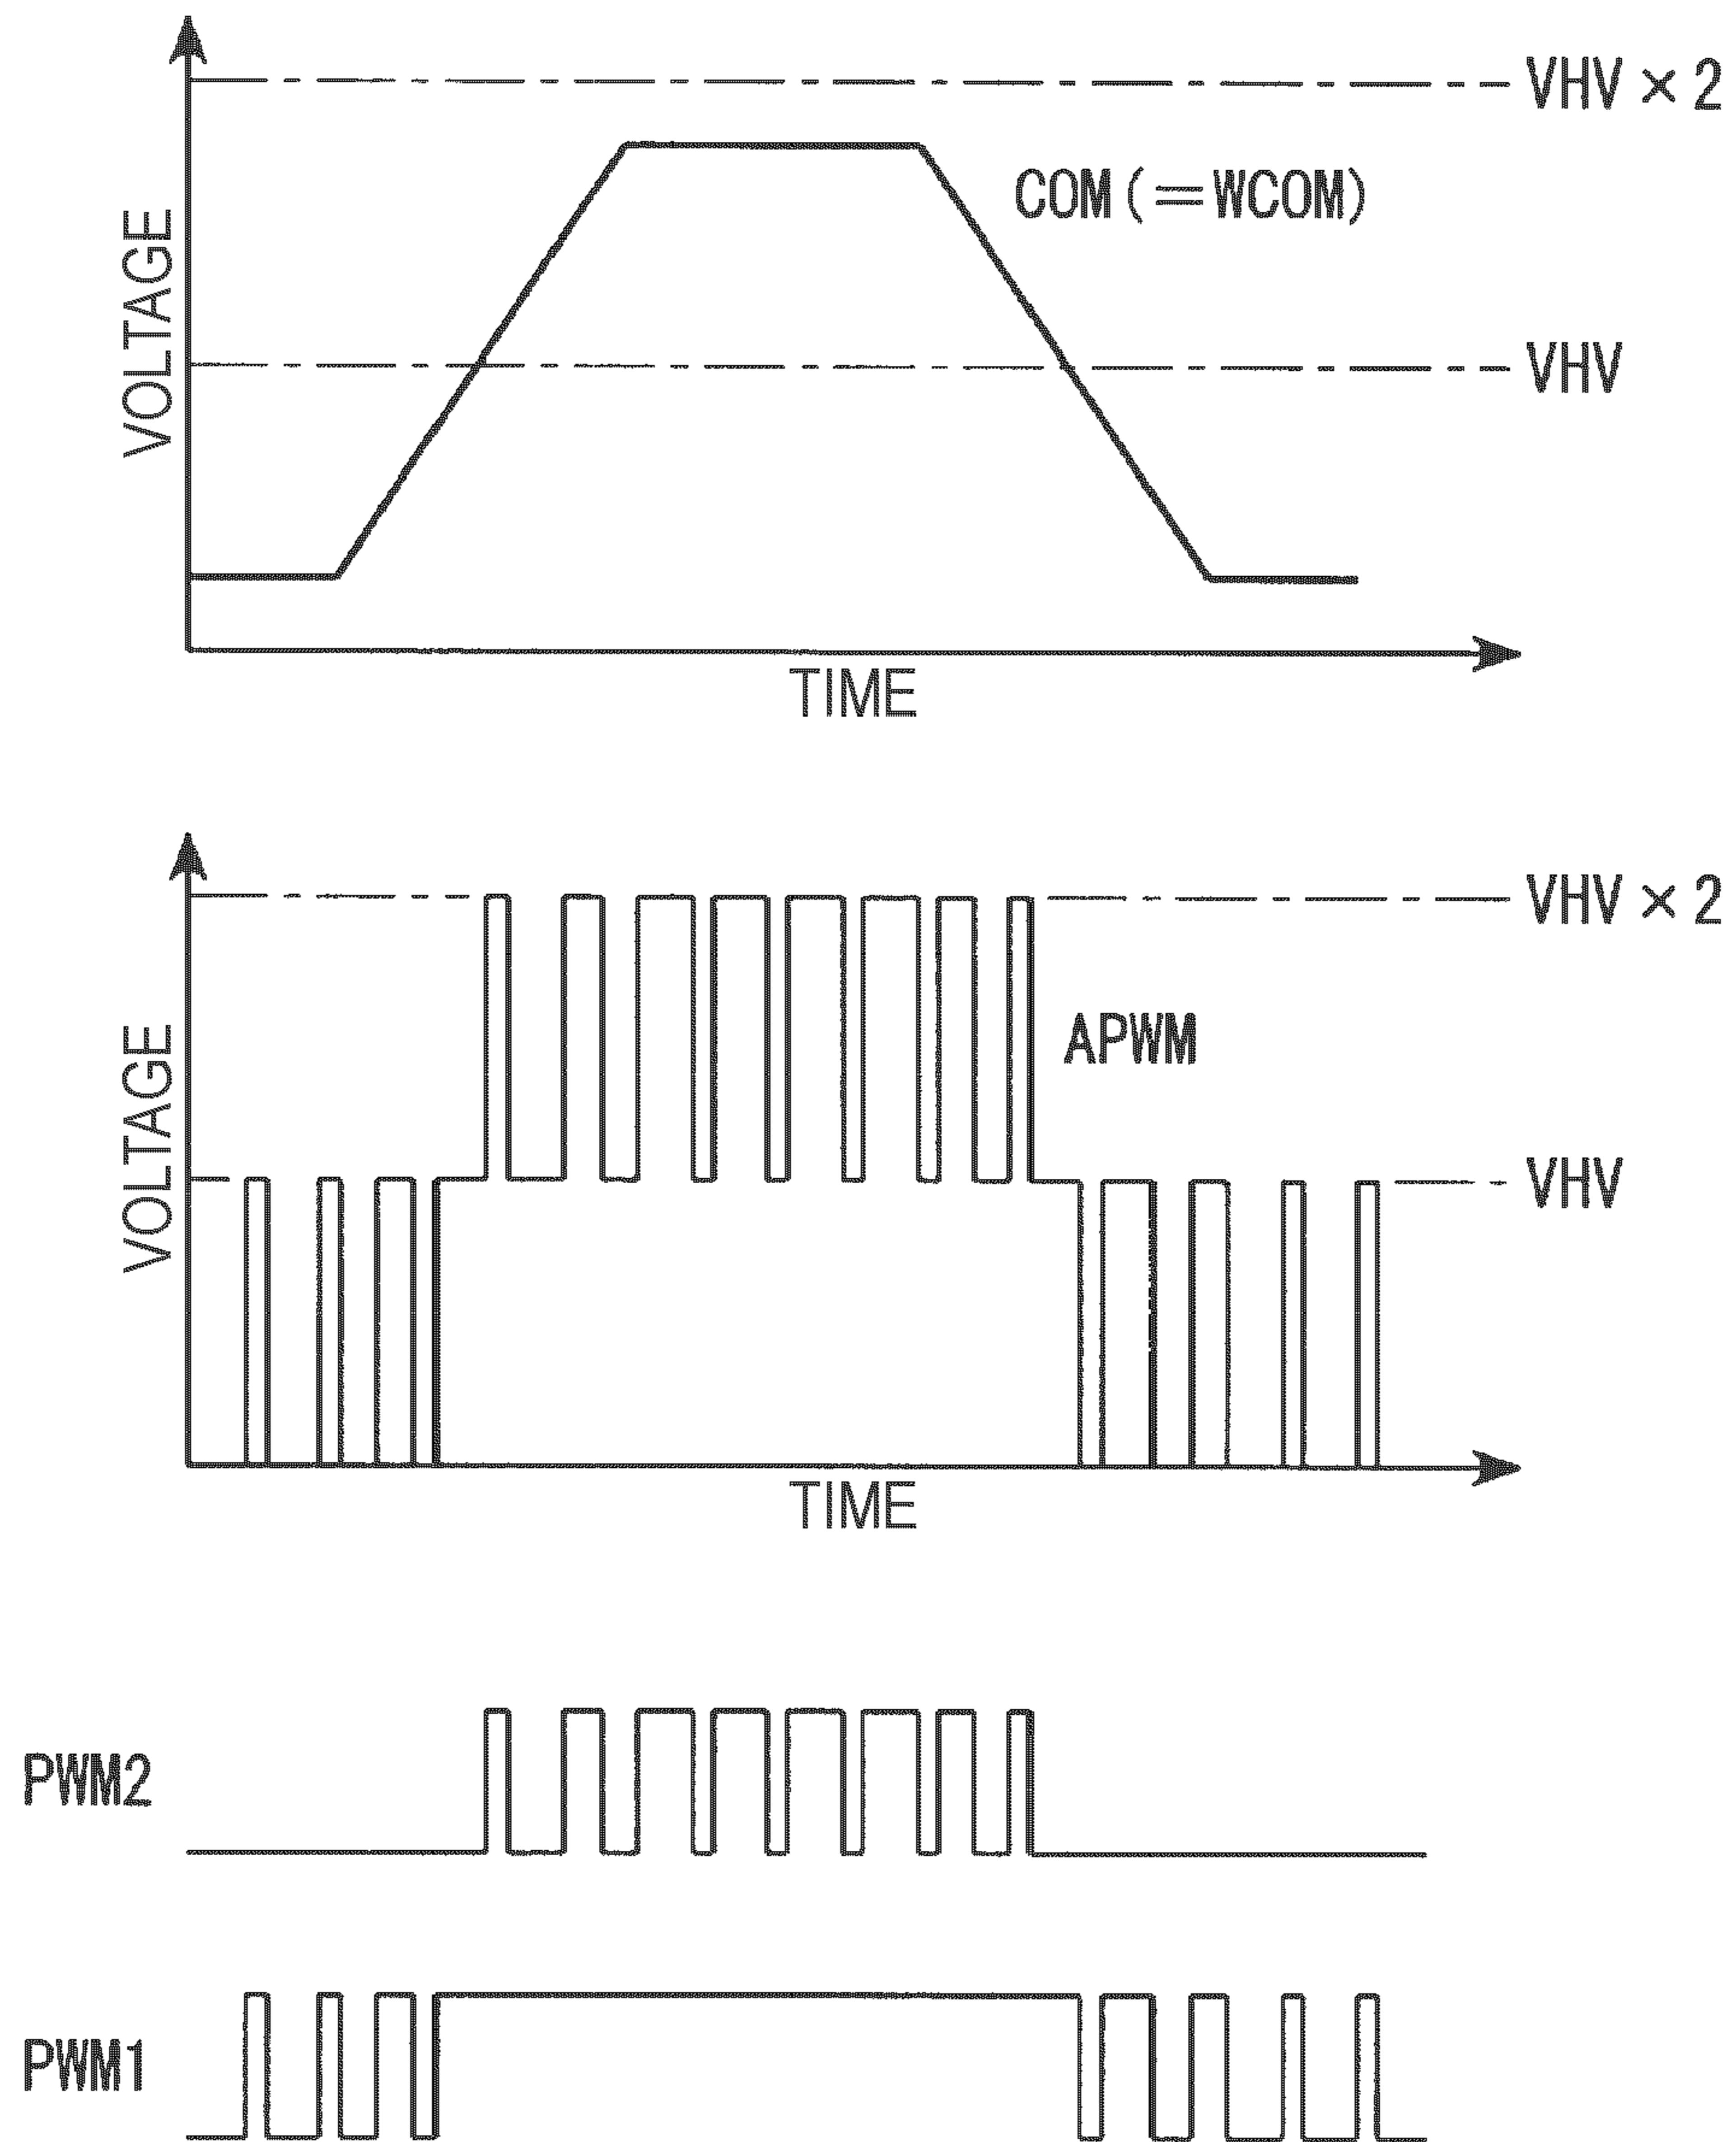 VHV × 2
COM (=WCOM)
VHV
VOLTAGE
TIME
VHV × 2
APWM
VHV
VOLTAGE
TIME
PWM2
PWM1